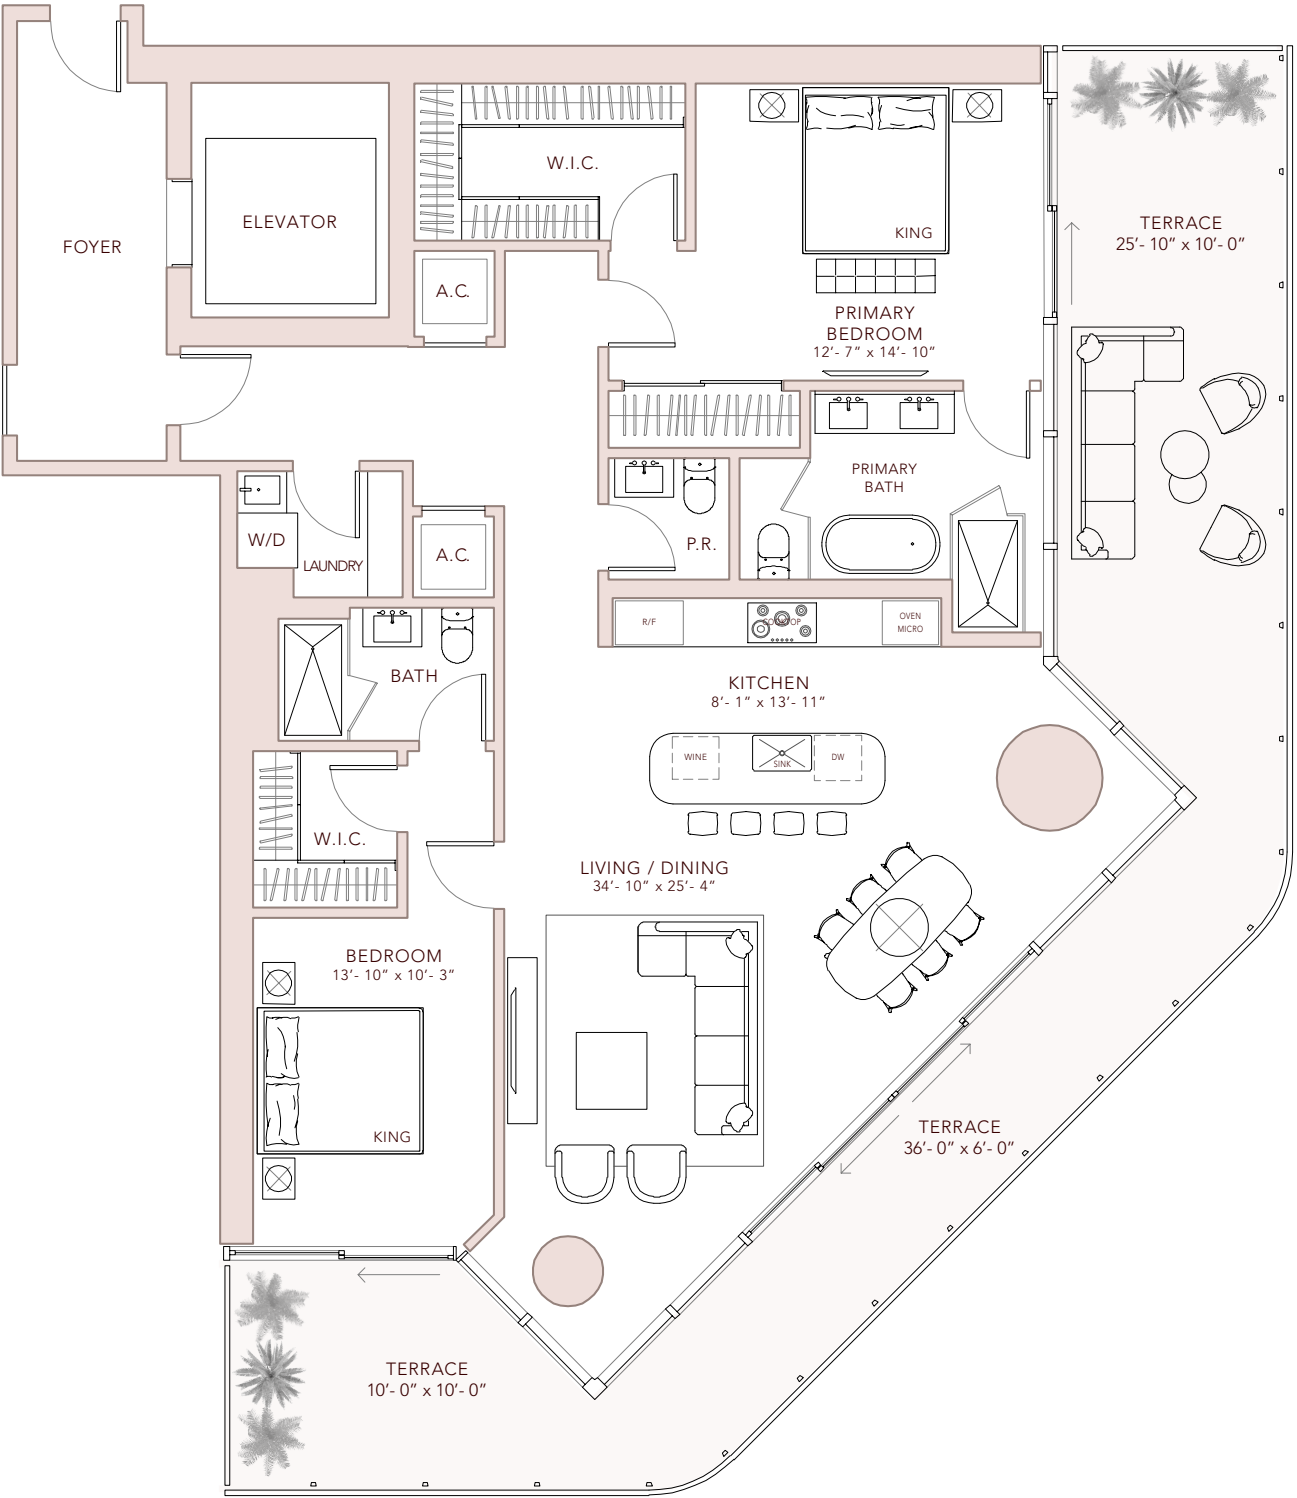 W.I.C.
ELEVATOR
FOYER
KING
TERRACE
25'- 10" x 10'- 0"
A.C.
PRIMARY
BEDROOM
12'- 7" x 14'- 10"
PRIMARY
BATH
W/D
LAUNDRY
A.C.
P.R.
R/F
COOKTOP
OVEN
MICRO
BATH
KITCHEN
8'- 1" x 13'- 11"
WINE
SINK
DW
W.I.C.
LIVING / DINING
34'- 10" x 25'- 4"
BEDROOM
13'- 10" x 10'- 3"
KING
TERRACE
36'- 0" x 6'- 0"
TERRACE
10'- 0" x 10'- 0"